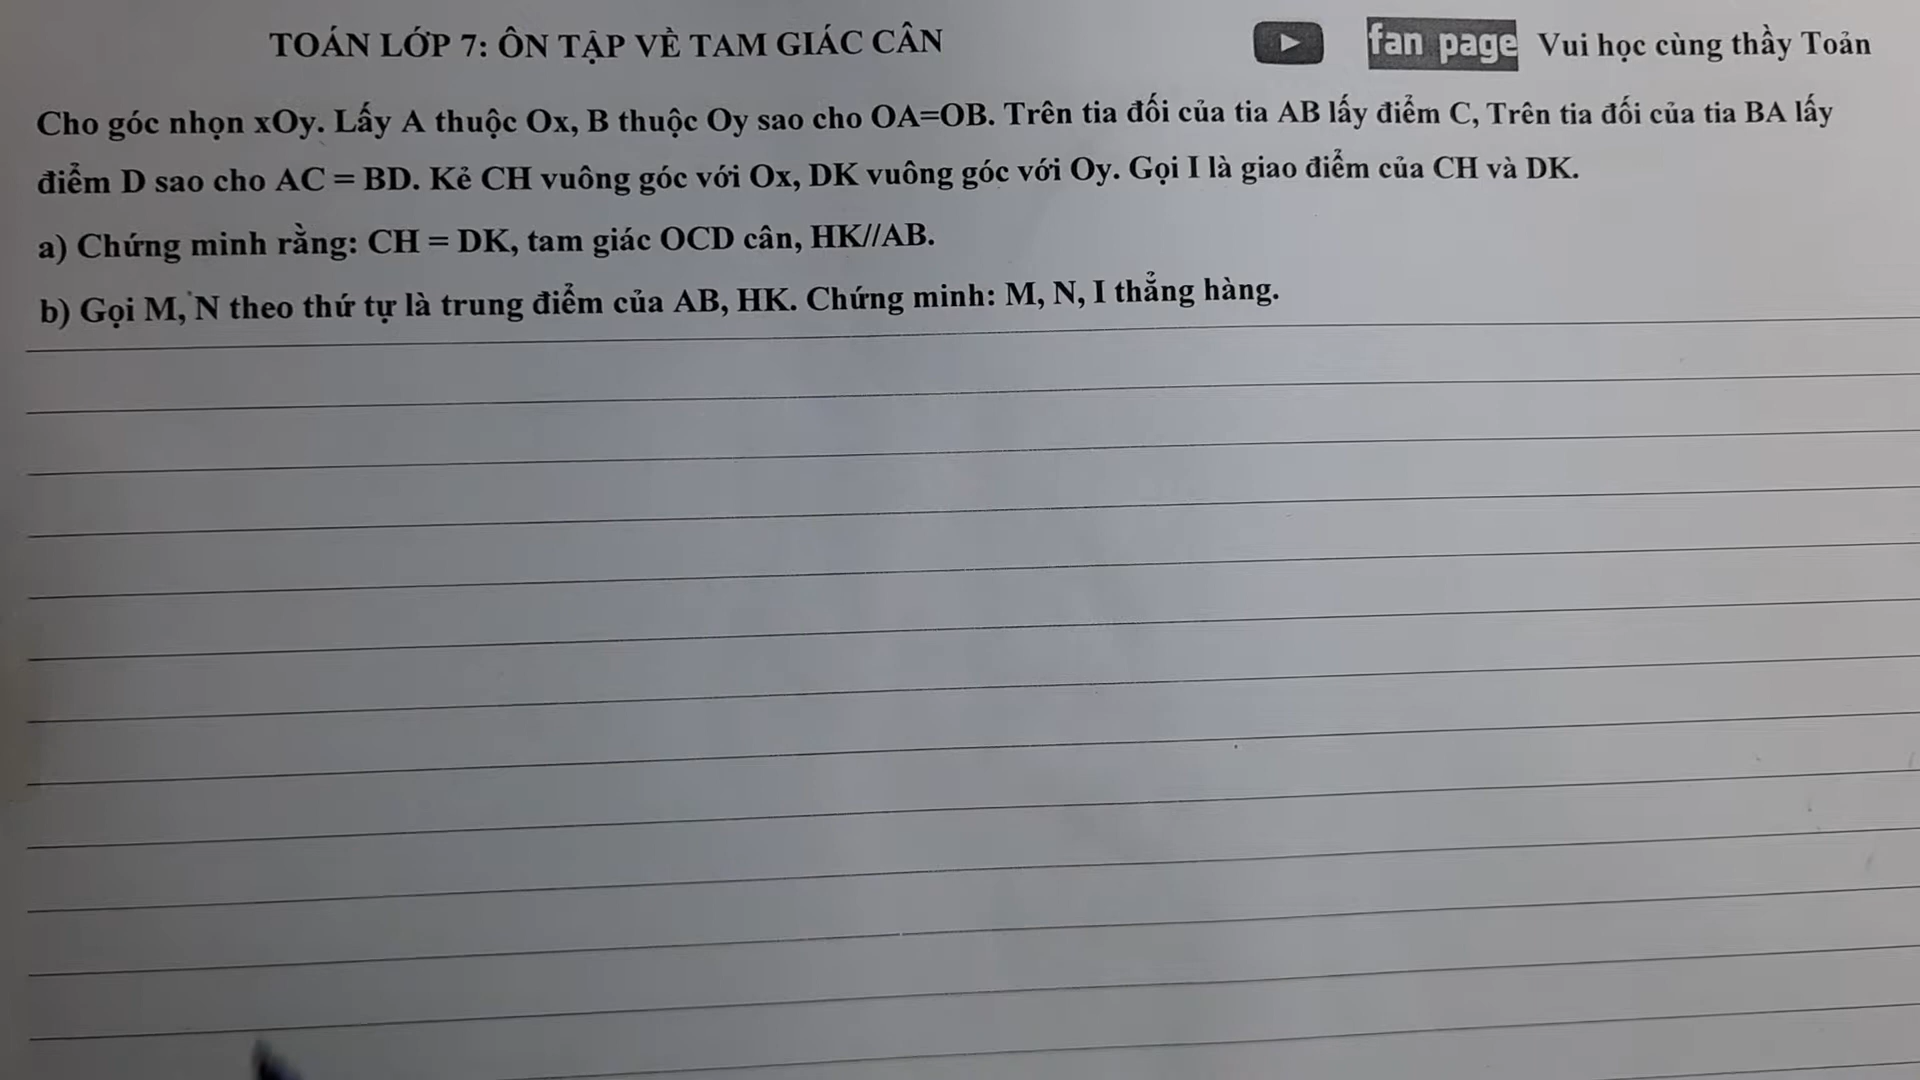 TOÁN LỚP 7: ÔN TẬP VỀ TAM GIÁC CÂN fan page Vui học cùng thầy Toản
Cho góc nhọn xOy. Lấy A thuộc Ox, B thuộc Oy sao cho OA=OB. Trên tia đối của tia AB lấy điểm C, Trên tia đối của tia BA lấy
điểm D sao cho AC = BD. Kẻ CH vuông góc với Ox, DK vuông góc với Oy. Gọi I là giao điểm của CH và DK.
a) Chứng minh rằng: CH = DK, tam giác OCD cân, HK//AB.
b) Gọi M, N theo thứ tự là trung điểm của AB, HK. Chứng minh: M, N, I thẳng hàng.